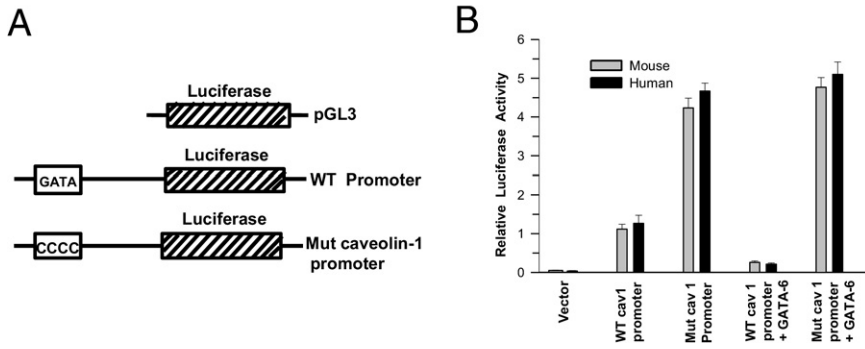 A
Luciferase
pGL3
Luciferase
GATA
WT Promoter
Luciferase
CCCC
Mut caveolin-1
promoter
B
Relative Luciferase Activity
6
5
4
3
2
1
0
Mouse
Human
Vector
WT cav1
promoter
Mut cav 1
Promoter
WT cav1
promoter
+ GATA-6
Mut cav 1
promoter
+ GATA-6